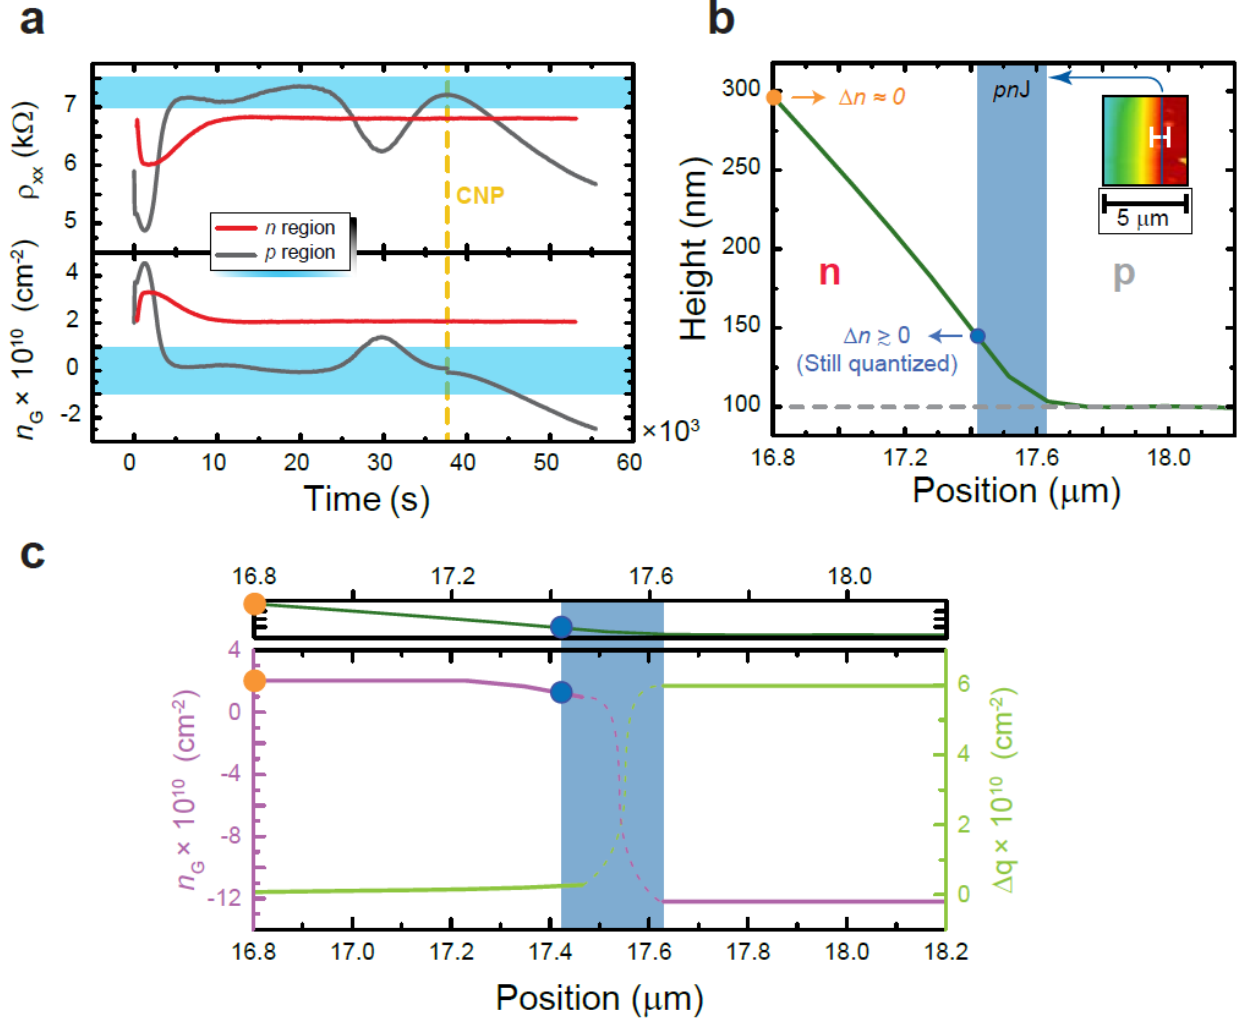 a
ρxx (kΩ)
7
6
5
CNP
n region
p region
nG × 10¹⁰ (cm⁻²)
4
2
0
-2
×10³
0 10 20 30 40 50 60
Time (s)
b
Height (nm)
300
250
200
150
100
Δn ≈ 0
pnJ
5 μm
n
p
Δn ≳ 0
(Still quantized)
16.8 17.2 17.6 18.0
Position (μm)
c
16.8 17.2 17.6 18.0
nG × 10¹⁰ (cm⁻²)
4
0
-4
-8
-12
6
4
2
0
Δq × 10¹⁰ (cm⁻²)
16.8 17.0 17.2 17.4 17.6 17.8 18.0 18.2
Position (μm)